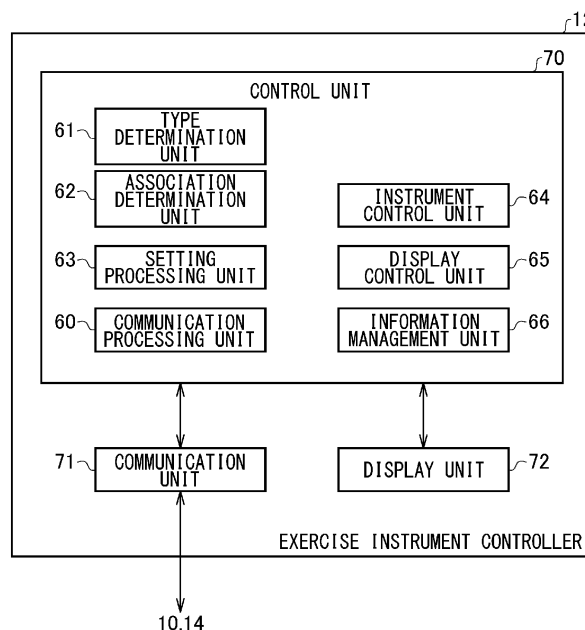 12
70
CONTROL UNIT
61
TYPE
DETERMINATION
UNIT
62
ASSOCIATION
DETERMINATION
UNIT
INSTRUMENT
CONTROL UNIT
64
63
SETTING
PROCESSING UNIT
DISPLAY
CONTROL UNIT
65
60
COMMUNICATION
PROCESSING UNIT
INFORMATION
MANAGEMENT UNIT
66
71
COMMUNICATION
UNIT
DISPLAY UNIT
72
EXERCISE INSTRUMENT CONTROLLER
10,14